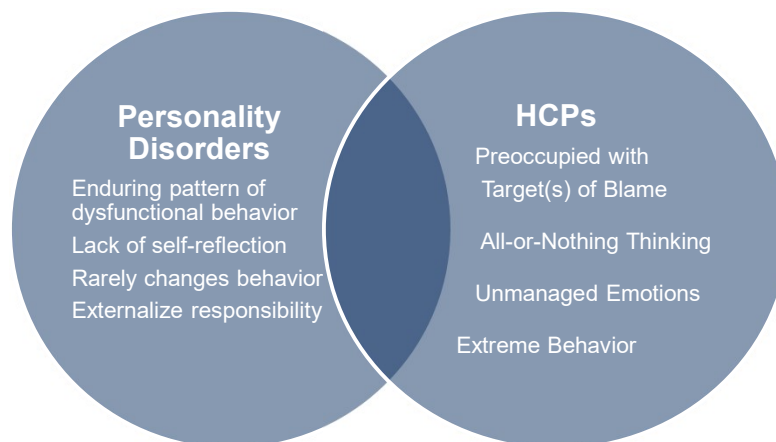 Personality
Disorders
Enduring pattern of
dysfunctional behavior
Lack of self-reflection
Rarely changes behavior
Externalize responsibility
HCPs
Preoccupied with
Target(s) of Blame
All-or-Nothing Thinking
Unmanaged Emotions
Extreme Behavior